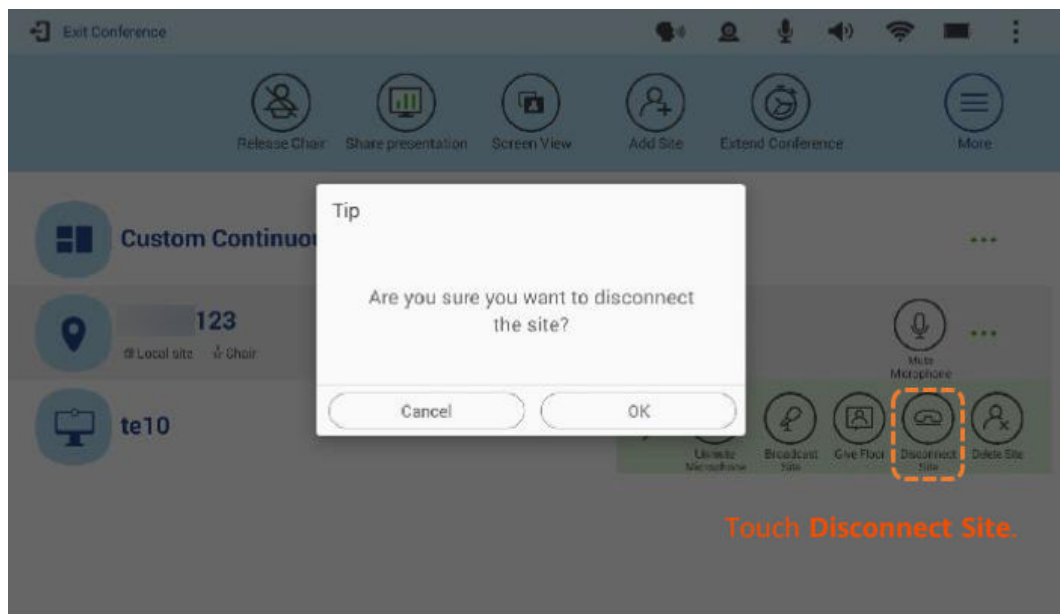 Exit Conference
Release Chair
Share presentation
Screen View
Add Site
Extend Conference
More
Tip
Custom Continuou
Are you sure you want to disconnect
the site?
123
Local site
Chair
Mute
Microphone
Cancel
OK
te10
Unmute
Microphone
Broadcast
Site
Give Floor
Disconnect
Site
Delete Site
Touch Disconnect Site.